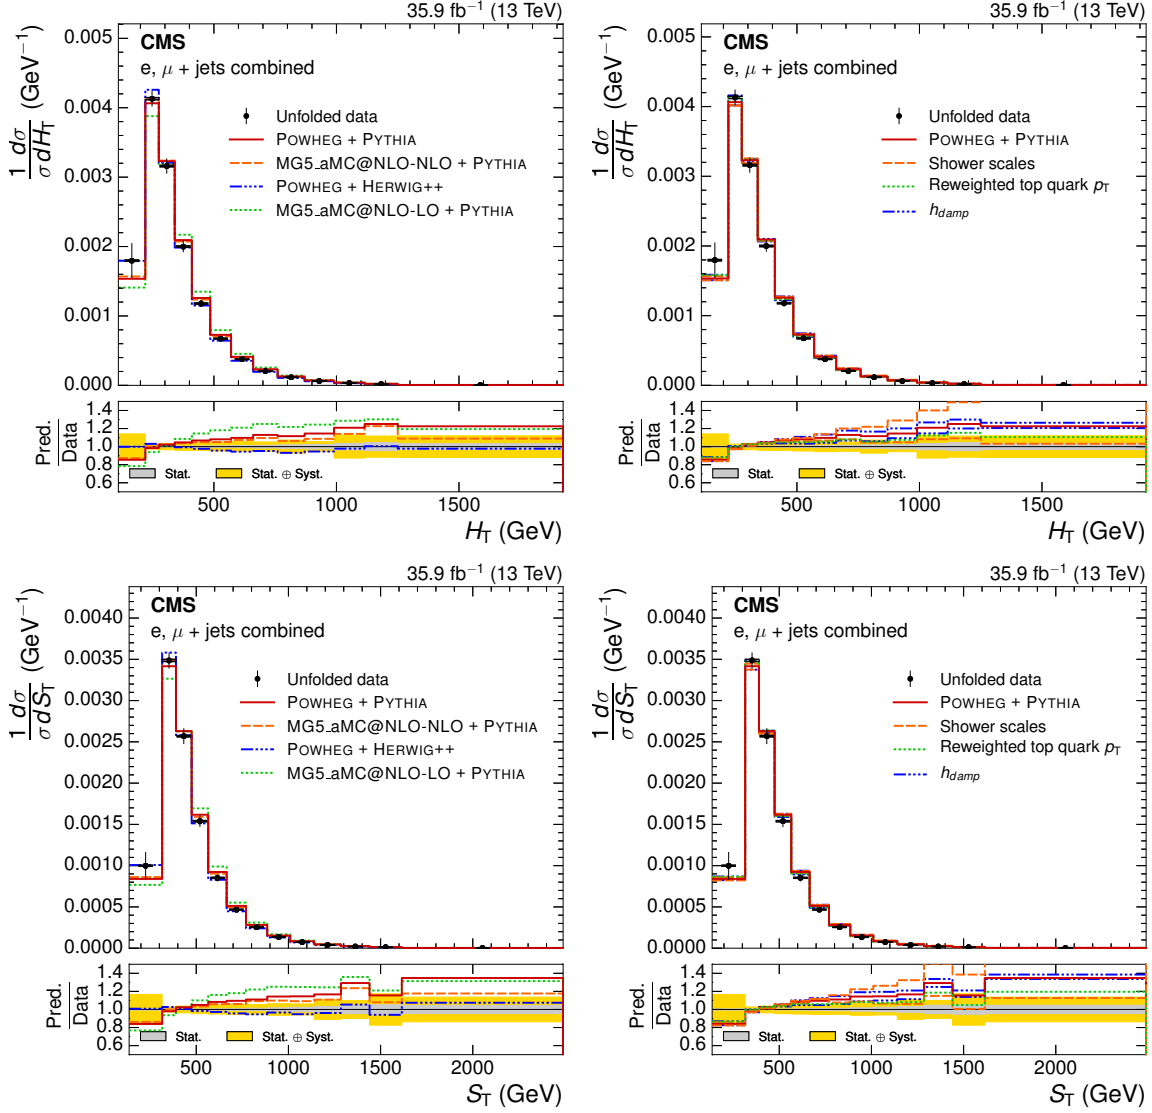 35.9 fb⁻¹ (13 TeV)
CMS
e, μ + jets combined
Unfolded data
POWHEG + PYTHIA
MG5_aMC@NLO-NLO + PYTHIA
POWHEG + HERWIG++
MG5_aMC@NLO-LO + PYTHIA
1/σ dσ/dH_T (GeV⁻¹)
0.005
0.004
0.003
0.002
0.001
0.000
Pred.
Data
1.4
1.2
1.0
0.8
0.6
Stat.
Stat. ⊕ Syst.
500 1000 1500
H_T (GeV)
35.9 fb⁻¹ (13 TeV)
CMS
e, μ + jets combined
Unfolded data
POWHEG + PYTHIA
Shower scales
Reweighted top quark p_T
h_damp
1/σ dσ/dH_T (GeV⁻¹)
0.005
0.004
0.003
0.002
0.001
0.000
Pred.
Data
1.4
1.2
1.0
0.8
0.6
Stat.
Stat. ⊕ Syst.
500 1000 1500
H_T (GeV)
35.9 fb⁻¹ (13 TeV)
CMS
e, μ + jets combined
Unfolded data
POWHEG + PYTHIA
MG5_aMC@NLO-NLO + PYTHIA
POWHEG + HERWIG++
MG5_aMC@NLO-LO + PYTHIA
1/σ dσ/dS_T (GeV⁻¹)
0.0040
0.0035
0.0030
0.0025
0.0020
0.0015
0.0010
0.0005
0.0000
Pred.
Data
1.4
1.2
1.0
0.8
0.6
Stat.
Stat. ⊕ Syst.
500 1000 1500 2000
S_T (GeV)
35.9 fb⁻¹ (13 TeV)
CMS
e, μ + jets combined
Unfolded data
POWHEG + PYTHIA
Shower scales
Reweighted top quark p_T
h_damp
1/σ dσ/dS_T (GeV⁻¹)
0.0040
0.0035
0.0030
0.0025
0.0020
0.0015
0.0010
0.0005
0.0000
Pred.
Data
1.4
1.2
1.0
0.8
0.6
Stat.
Stat. ⊕ Syst.
500 1000 1500 2000
S_T (GeV)